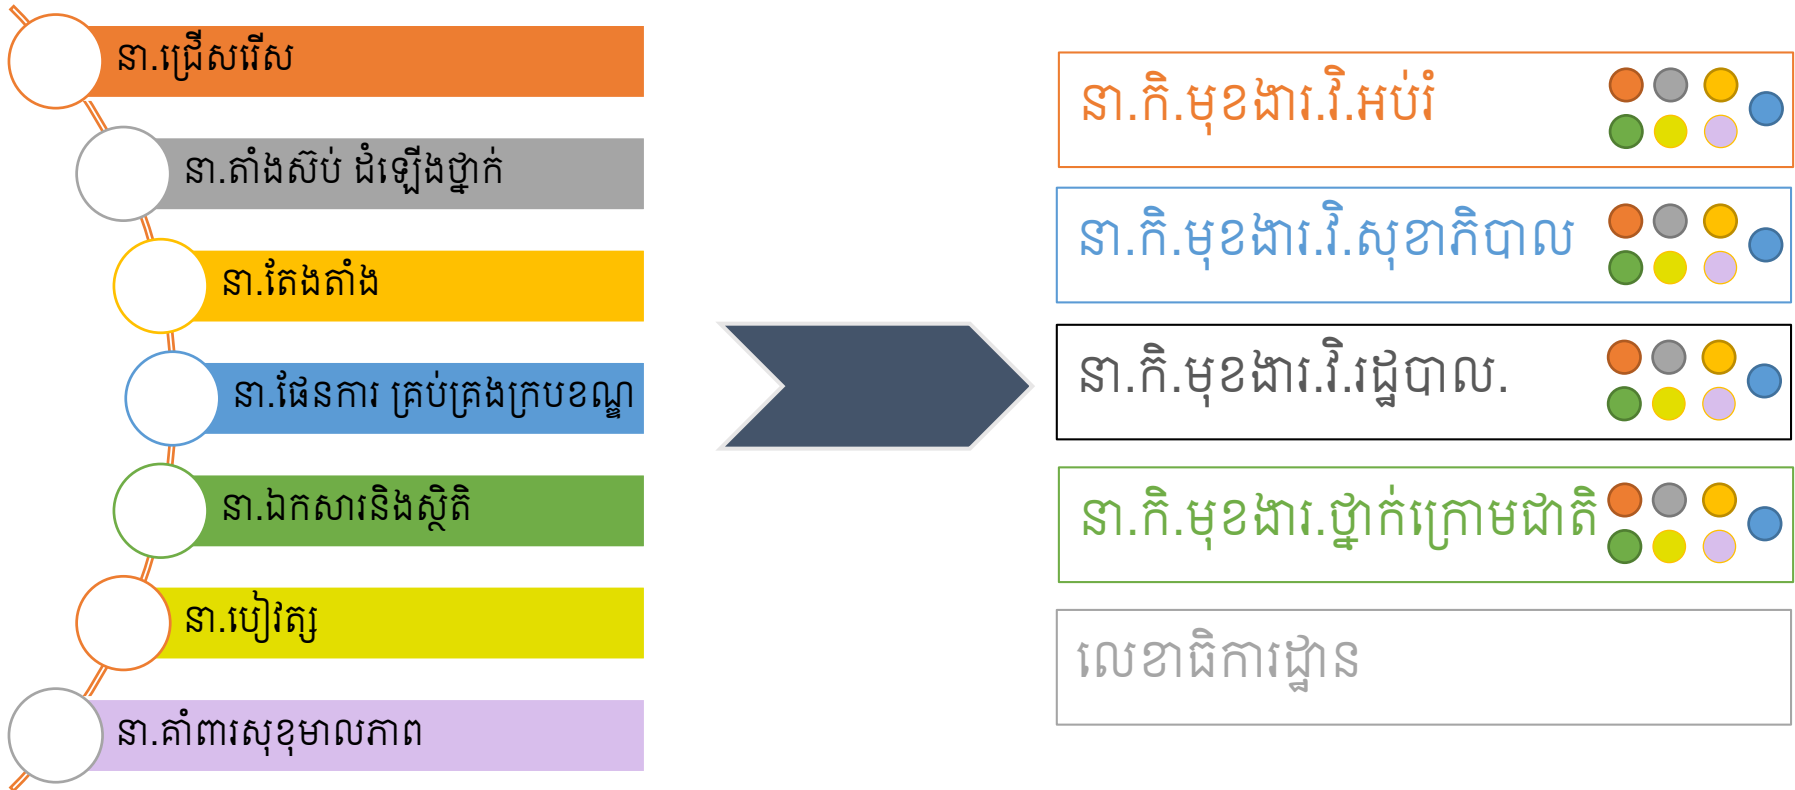 នា.ជ្រើសរើស
នា.តាំងស៊ប់ ដំឡើងថ្នាក់
នា.តែងតាំង
នា.ផែនការ គ្រប់គ្រងក្របខណ្ឌ
នា.ឯកសារនិងស្ថិតិ
នា.បៀវត្ស
នា.គាំពារសុខុមាលភាព
នា.កិ.មុខងារ.វិ.អប់រំ
នា.កិ.មុខងារ.វិ.សុខាភិបាល
នា.កិ.មុខងារ.វិ.រដ្ឋបាល.
នា.កិ.មុខងារ.ថ្នាក់ក្រោមជាតិ
លេខាធិការដ្ឋាន